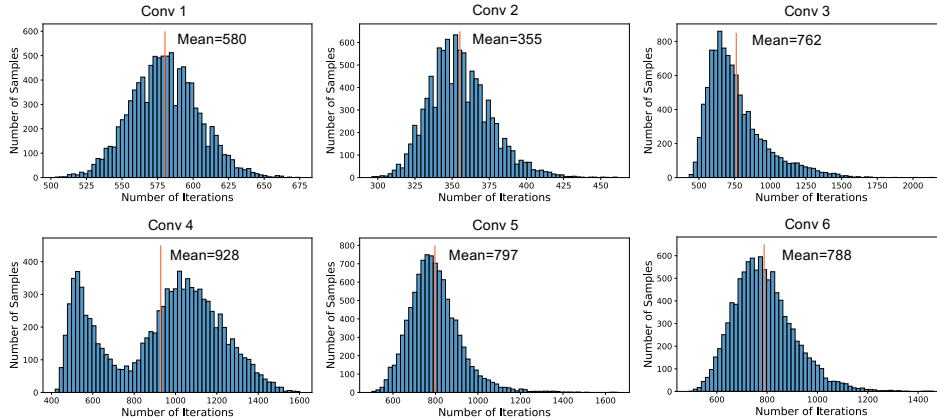 Conv 1
Mean=580
Number of Samples
600
500
400
300
200
100
0
500 525 550 575 600 625 650 675
Number of Iterations
Conv 2
Mean=355
Number of Samples
600
500
400
300
200
100
0
300 325 350 375 400 425 450
Number of Iterations
Conv 3
Mean=762
Number of Samples
800
600
400
200
0
500 750 1000 1250 1500 1750 2000
Number of Iterations
Conv 4
Mean=928
Number of Samples
400
300
200
100
0
400 600 800 1000 1200 1400 1600
Number of Iterations
Conv 5
Mean=797
Number of Samples
800
700
600
500
400
300
200
100
0
600 800 1000 1200 1400 1600
Number of Iterations
Conv 6
Mean=788
Number of Samples
600
500
400
300
200
100
0
600 800 1000 1200 1400
Number of Iterations